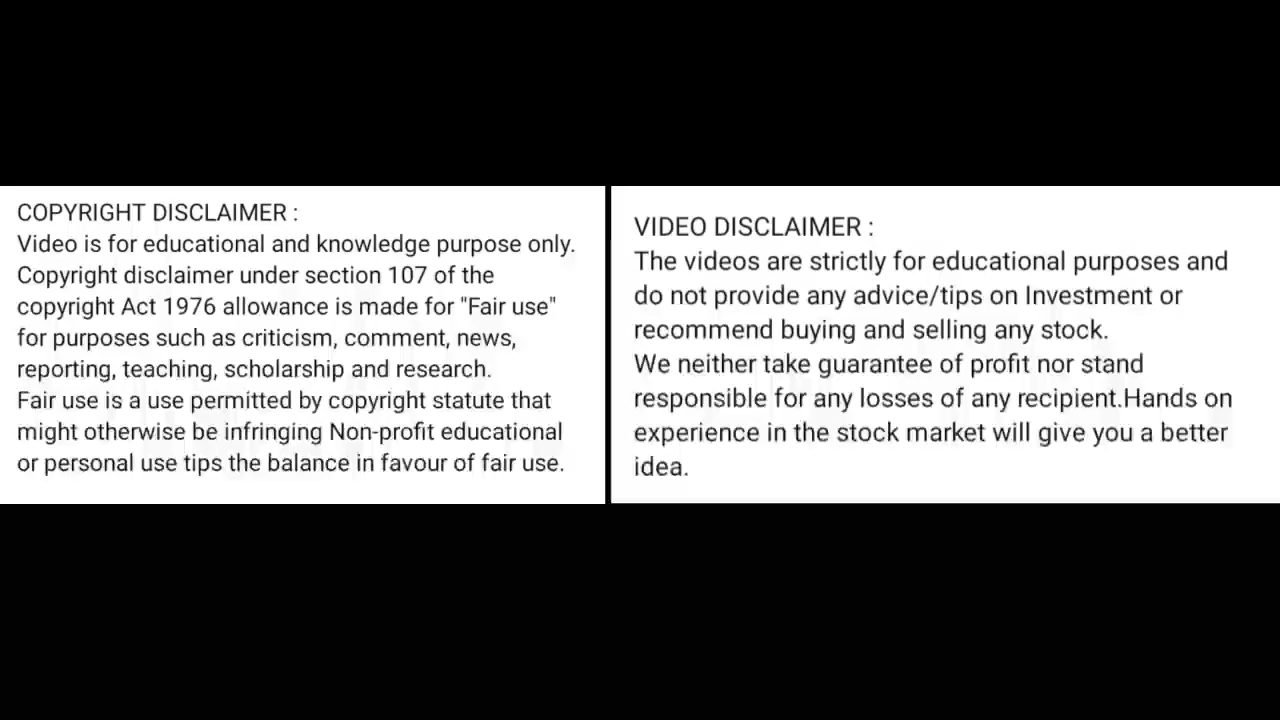 COPYRIGHT DISCLAIMER :
Video is for educational and knowledge purpose only.
Copyright disclaimer under section 107 of the
copyright Act 1976 allowance is made for "Fair use"
for purposes such as criticism, comment, news,
reporting, teaching, scholarship and research.
Fair use is a use permitted by copyright statute that
might otherwise be infringing Non-profit educational
or personal use tips the balance in favour of fair use.
VIDEO DISCLAIMER :
The videos are strictly for educational purposes and
do not provide any advice/tips on Investment or
recommend buying and selling any stock.
We neither take guarantee of profit nor stand
responsible for any losses of any recipient.Hands on
experience in the stock market will give you a better
idea.